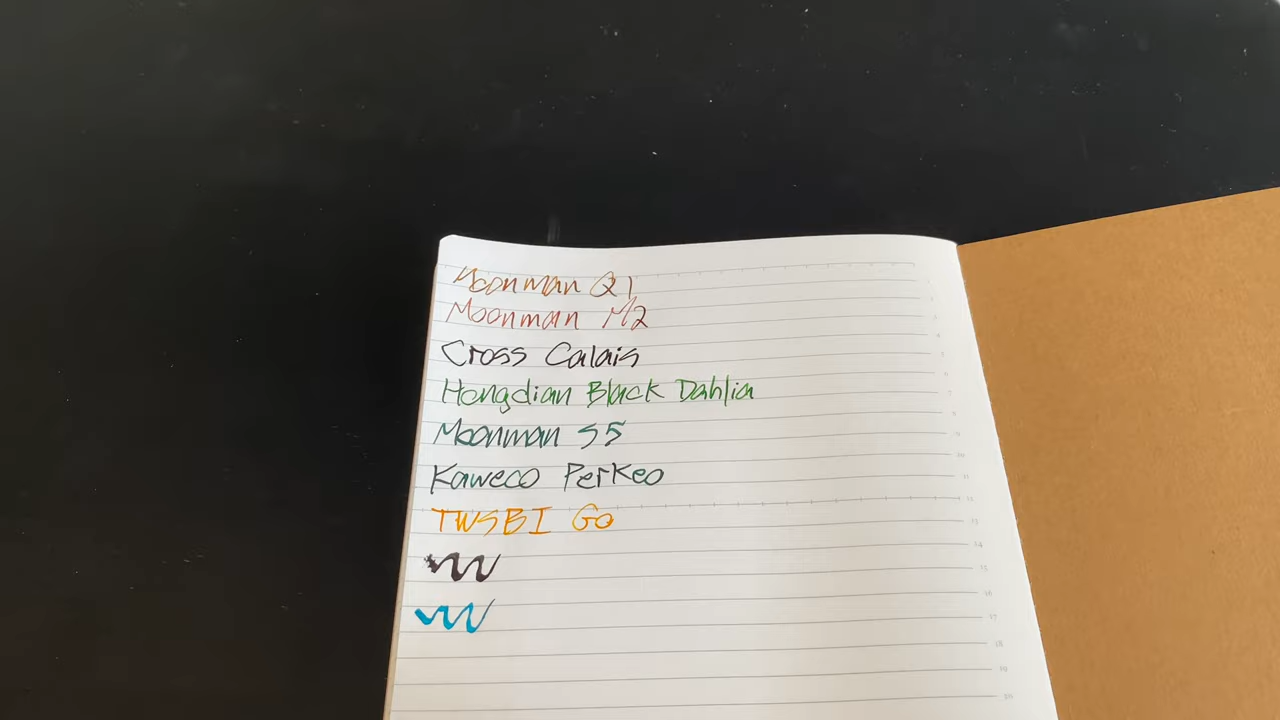 Moonman Q1
Moonman M2
Cross Calais
Hongdian Black Dahlia
Moonman S5
Kaweco Perkeo
TWSBI Go